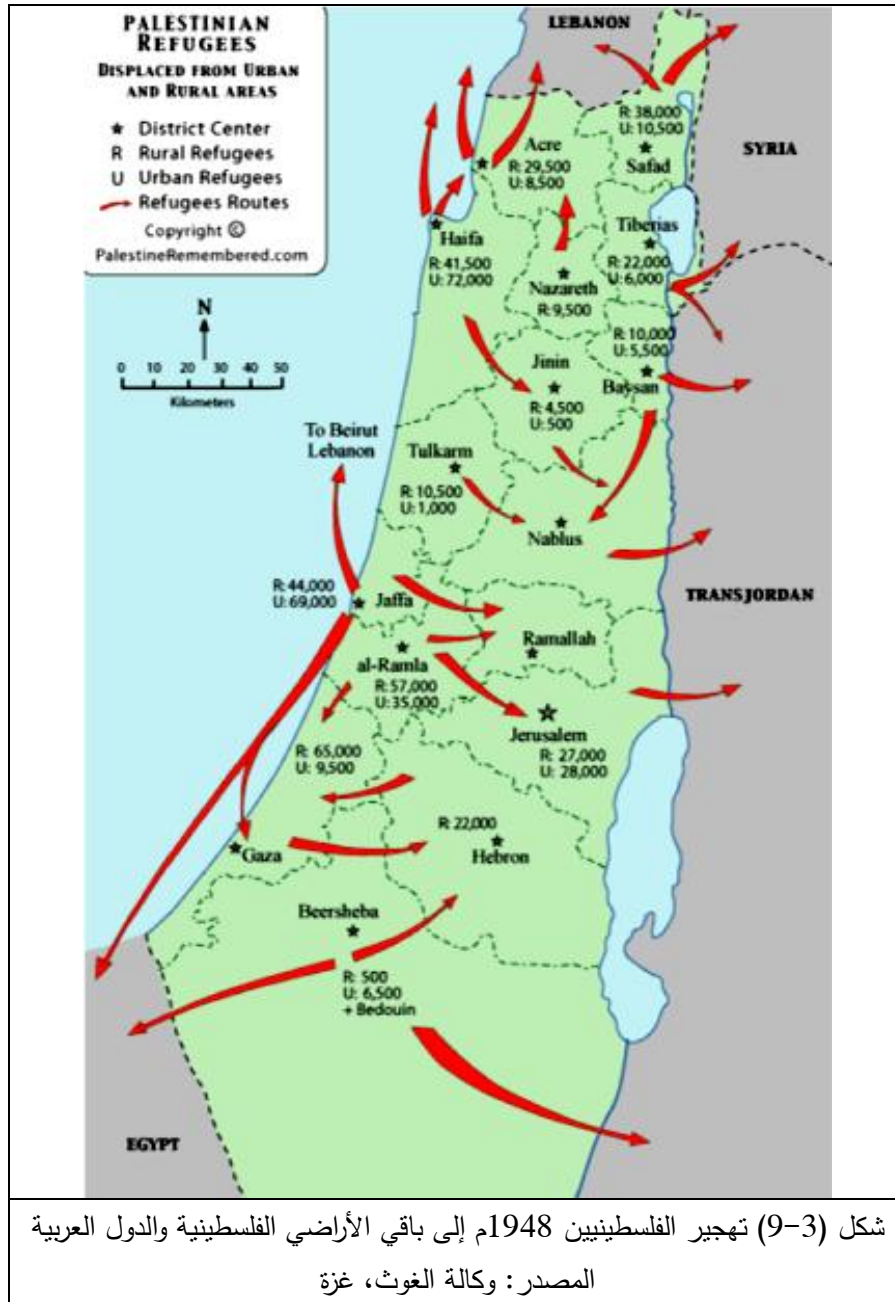 PALESTINIAN
REFUGEES
DISPLACED FROM URBAN
AND RURAL AREAS
★ District Center
R Rural Refugees
U Urban Refugees
Refugees Routes
Copyright ©
PalestineRemembered.com
N
0 10 20 30 40 50
Kilometers
LEBANON
SYRIA
R: 38,000
U: 10,500
Safad
Acre
R: 29,500
U: 8,500
Haifa
R: 41,500
U: 72,000
Tiberias
R: 22,000
U: 6,000
Nazareth
R: 9,500
R: 10,000
U: 5,500
Baysan
Jinin
R: 4,500
U: 500
To Beirut
Lebanon
Tulkarm
R: 10,500
U: 1,000
Nablus
R: 44,000
U: 69,000
Jaffa
TRANSJORDAN
Ramallah
al-Ramla
R: 57,000
U: 35,000
Jerusalem
R: 27,000
U: 28,000
R: 65,000
U: 9,500
Gaza
R: 22,000
Hebron
Beersheba
R: 500
U: 6,500
+ Bedouin
EGYPT
شكل (3-9) تهجير الفلسطينيين 1948م إلى باقي الأراضي الفلسطينية والدول العربية
المصدر: وكالة الغوث، غزة